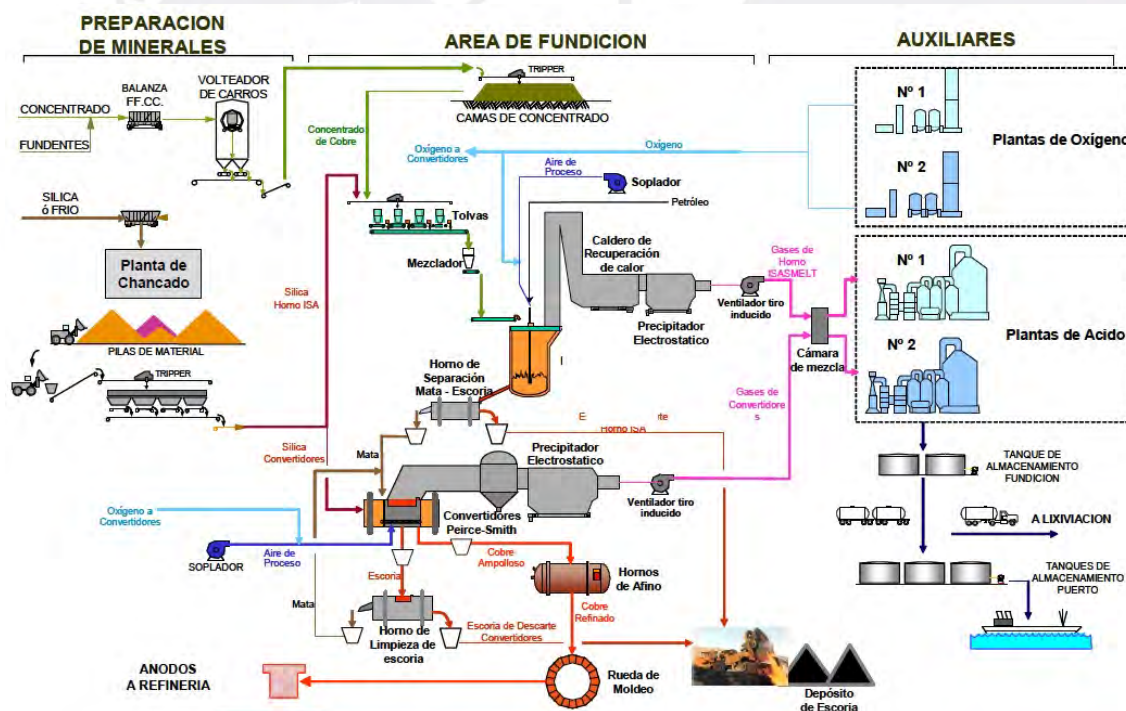 PREPARACION
DE MINERALES
AREA DE FUNDICION
AUXILIARES
CONCENTRADO
FUNDENTES
BALANZA
FF.CC.
VOLTEADOR
DE CARROS
SILICA
ó FRIO
Planta de
Chancado
PILAS DE MATERIAL
TRIPPER
TRIPPER
CAMAS DE CONCENTRADO
Concentrado
de Cobre
Oxígeno a
Convertidores
Oxígeno
Aire de
Proceso
Soplador
Petróleo
Tolvas
Mezclador
Silica
Horno ISA
Caldero de
Recuperación
de calor
Precipitador
Electrostatico
Ventilador tiro
inducido
Gases de
Horno
ISASMELT
Cámara
de mezcla
Gases de
Convertidore
s
Horno de
Separación
Mata - Escoria
Horno ISA
Mata
Silica
Convertidores
Precipitador
Electrostatico
Ventilador tiro
inducido
Convertidores
Peirce-Smith
Oxígeno a
Convertidores
SOPLADOR
Aire de
Proceso
Escoria
Cobre
Ampolloso
Hornos
de Afino
Cobre
Refinado
Mata
Horno de
Limpieza de
escoria
Escoria de Descarte
Convertidores
Rueda de
Moldeo
ANODOS
A REFINERIA
Depósito
de Escoria
Nº 1
Nº 2
Plantas de Oxígeno
Nº 1
Nº 2
Plantas de Acido
TANQUE DE
ALMACENAMIENTO
FUNDICION
A LIXIVIACION
TANQUES DE
ALMACENAMIENTO
PUERTO